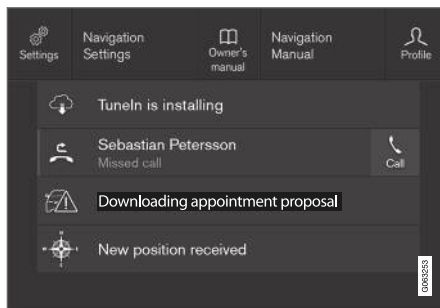 Settings
Navigation
Settings
Owner's
manual
Navigation
Manual
Profile
TuneIn is installing
Sebastian Petersson
Missed call
Call
Downloading appointment proposal
New position received
G063253